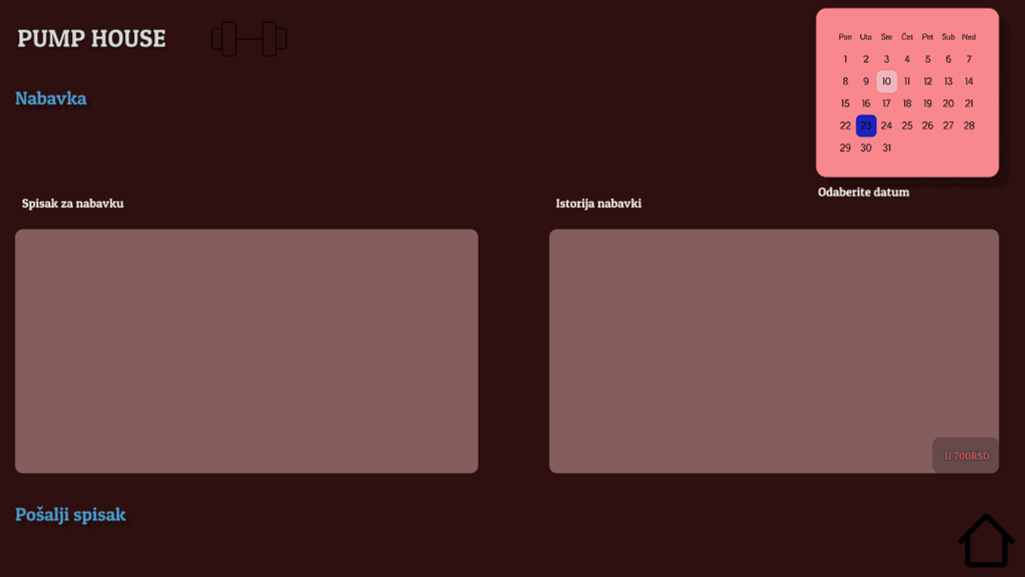 PUMP HOUSE
Pon Uto Sre Čet Pet Sub Ned
1 2 3 4 5 6 7
8 9 10 11 12 13 14
15 16 17 18 19 20 21
22 23 24 25 26 27 28
29 30 31
Nabavka
Odaberite datum
Spisak za nabavku
Istorija nabavki
11 700RSD
Pošalji spisak